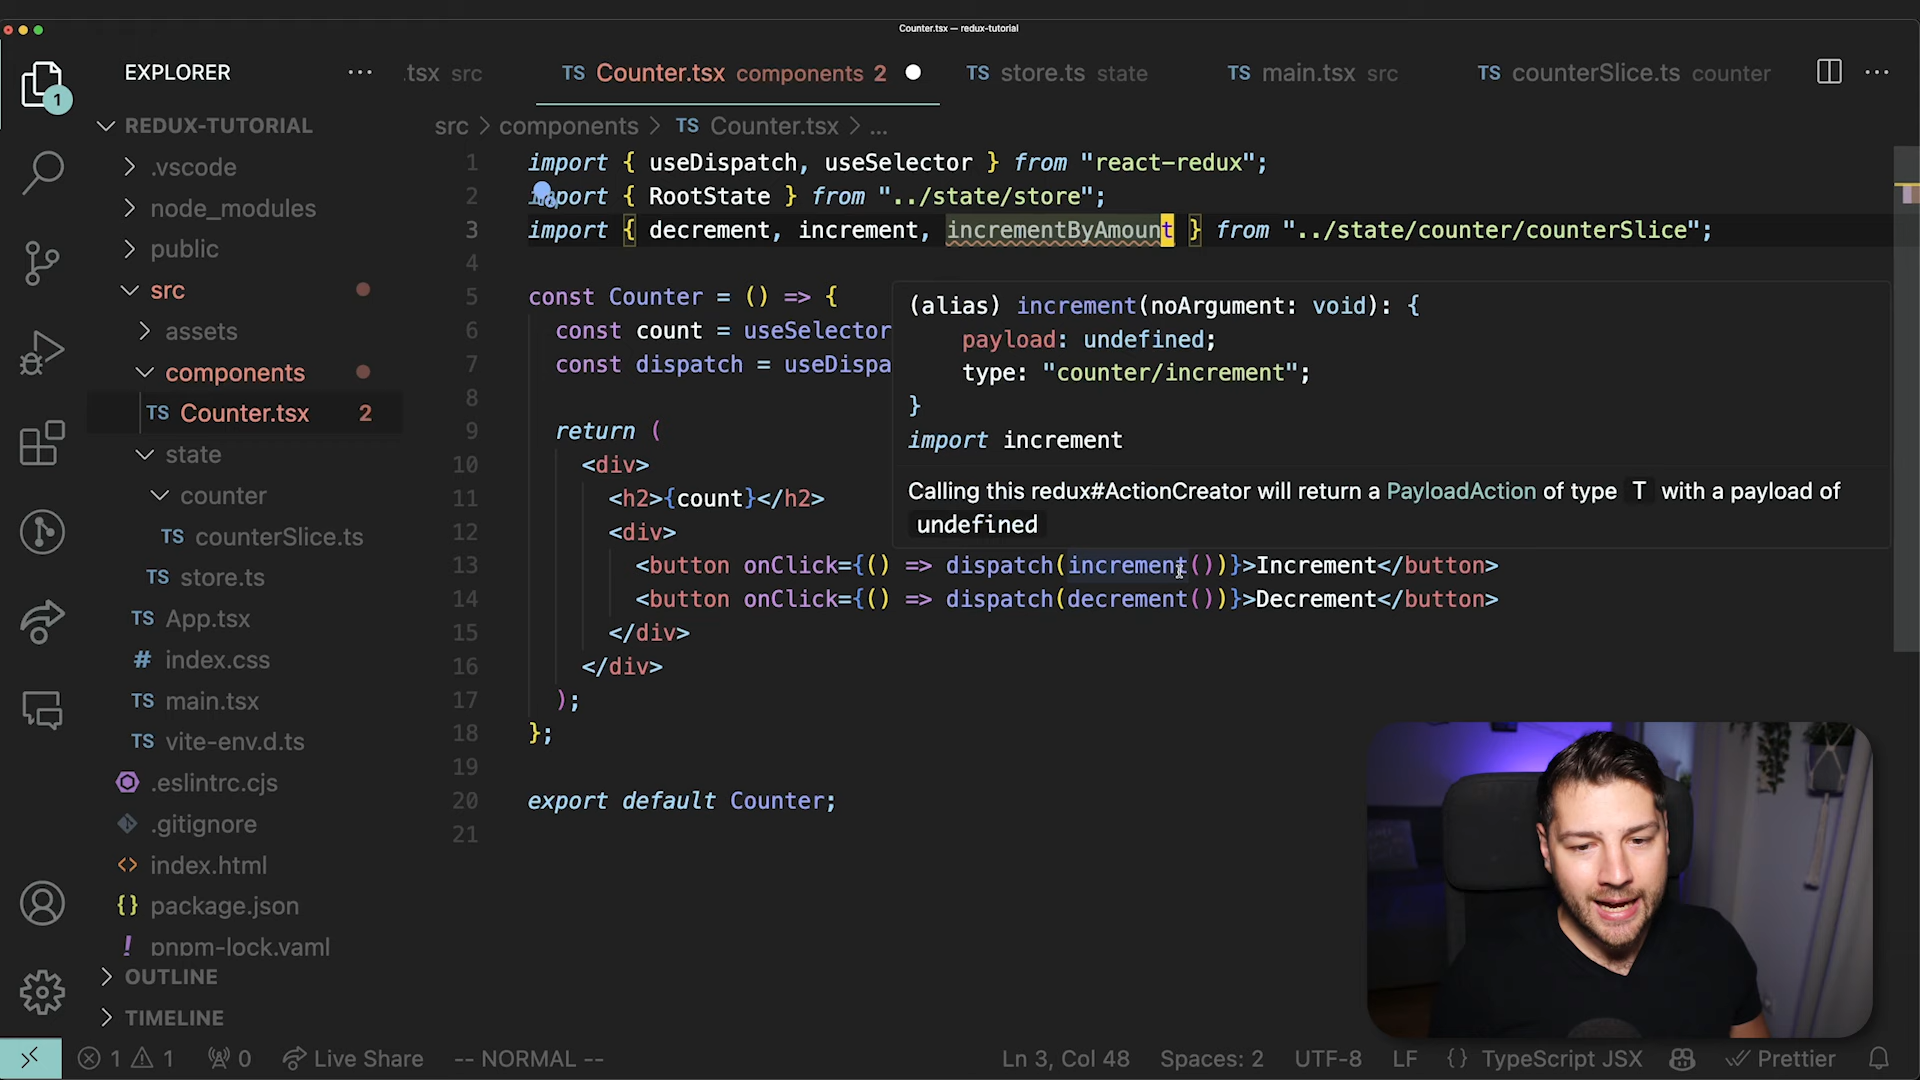 Counter.tsx — redux-tutorial
EXPLORER
.tsx src
TS Counter.tsx components 2
TS store.ts state
TS main.tsx src
TS counterSlice.ts counter
1
REDUX-TUTORIAL
src > components > TS Counter.tsx > ...
.vscode
node_modules
public
src
assets
components
TS Counter.tsx 2
state
counter
TS counterSlice.ts
TS store.ts
TS App.tsx
# index.css
TS main.tsx
TS vite-env.d.ts
.eslintrc.cjs
.gitignore
index.html
{} package.json
! pnpm-lock.yaml
OUTLINE
TIMELINE
1 import { useDispatch, useSelector } from "react-redux";
2 import { RootState } from "../state/store";
3 import { decrement, increment, incrementByAmount } from "../state/counter/counterSlice";
4
5 const Counter = () => {
6 const count = useSelector
7 const dispatch = useDispa
8
9 return (
10 <div>
11 <h2>{count}</h2>
12 <div>
13 <button onClick={() => dispatch(increment())}>Increment</button>
14 <button onClick={() => dispatch(decrement())}>Decrement</button>
15 </div>
16 </div>
17 );
18 };
19
20 export default Counter;
21
(alias) increment(noArgument: void): {
payload: undefined;
type: "counter/increment";
}
import increment
Calling this redux#ActionCreator will return a PayloadAction of type T with a payload of
undefined
1 1 0 Live Share -- NORMAL -- Ln 3, Col 48 Spaces: 2 UTF-8 LF {} TypeScript JSX Prettier